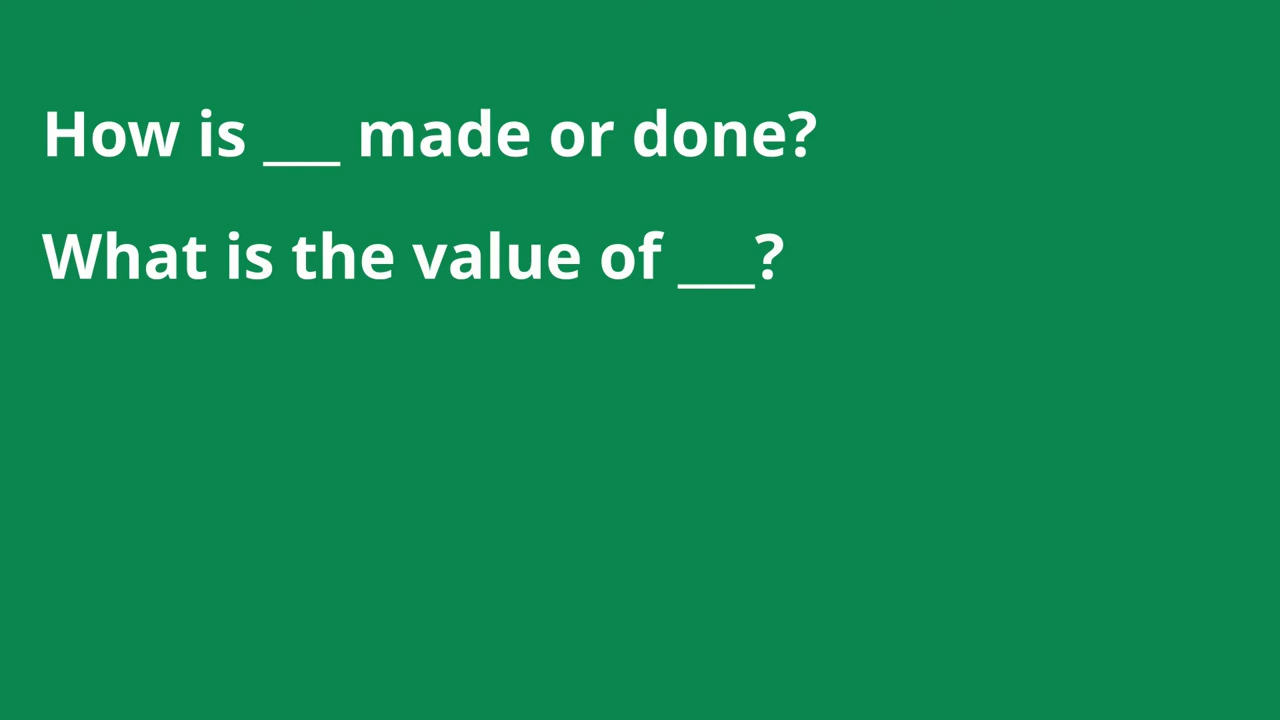 How is ___ made or done?
What is the value of ___?